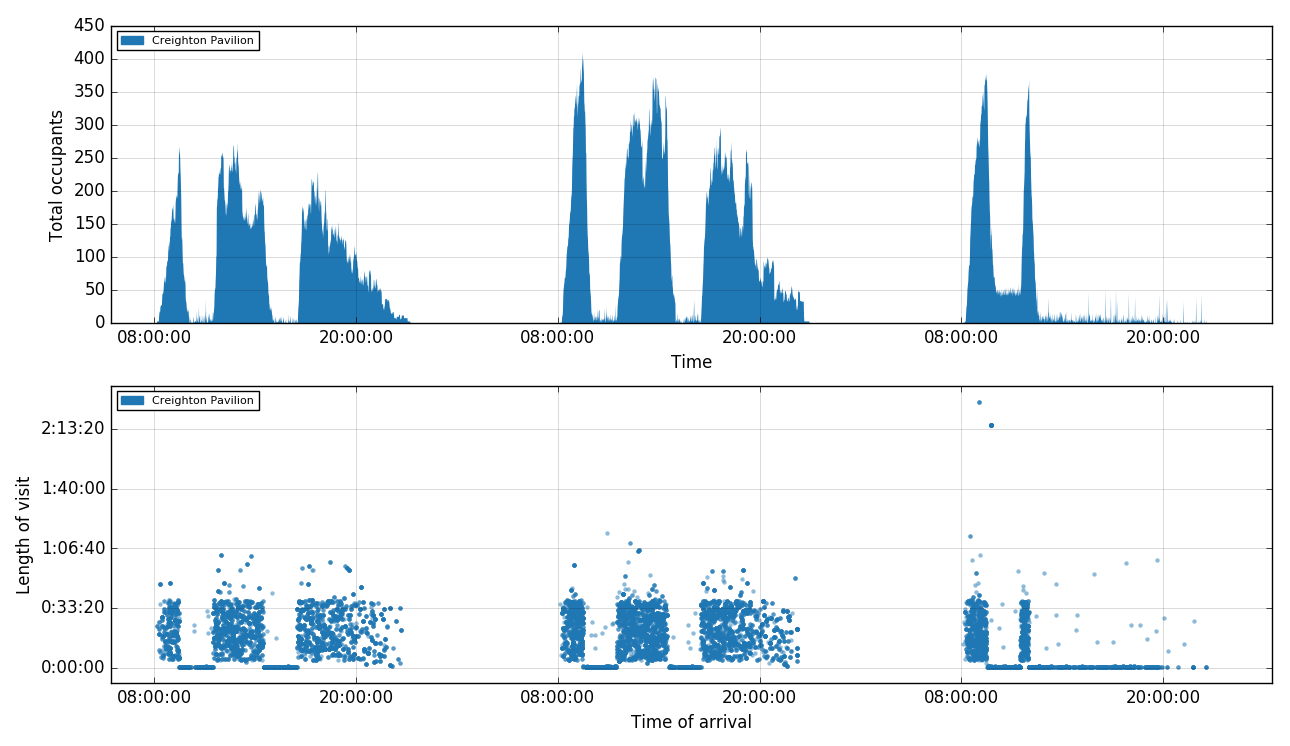 450
400
350
300
250
200
150
100
50
0
Total occupants
Creighton Pavilion
08:00:00 20:00:00 08:00:00 20:00:00 08:00:00 20:00:00
Time
2:13:20
1:40:00
1:06:40
0:33:20
0:00:00
Length of visit
Creighton Pavilion
08:00:00 20:00:00 08:00:00 20:00:00 08:00:00 20:00:00
Time of arrival